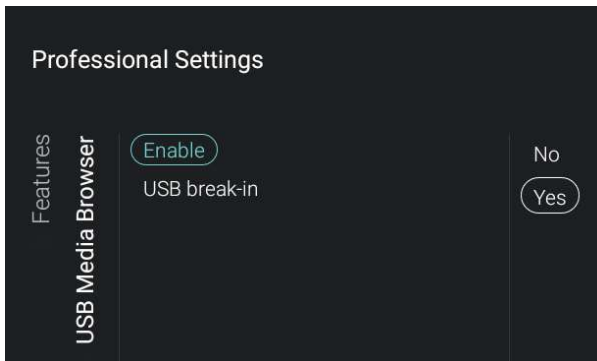 Professional Settings
Features
USB Media Browser
Enable
USB break-in
No
Yes